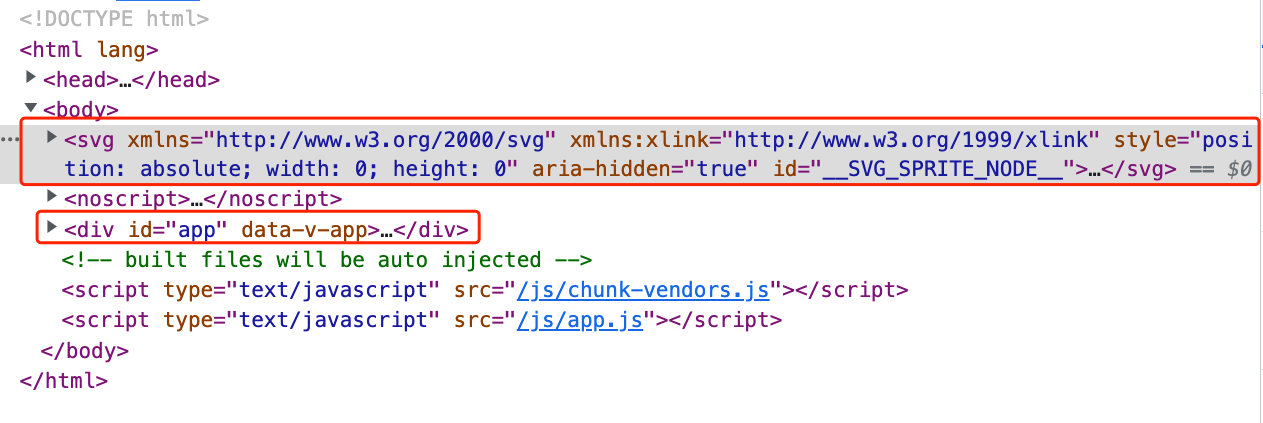 <!DOCTYPE html>
<html lang>
<head>…</head>
<body>
<svg xmlns="http://www.w3.org/2000/svg" xmlns:xlink="http://www.w3.org/1999/xlink" style="posi
tion: absolute; width: 0; height: 0" aria-hidden="true" id="__SVG_SPRITE_NODE__">…</svg> == $0
<noscript>…</noscript>
<div id="app" data-v-app>…</div>
<!-- built files will be auto injected -->
<script type="text/javascript" src="/js/chunk-vendors.js"></script>
<script type="text/javascript" src="/js/app.js"></script>
</body>
</html>